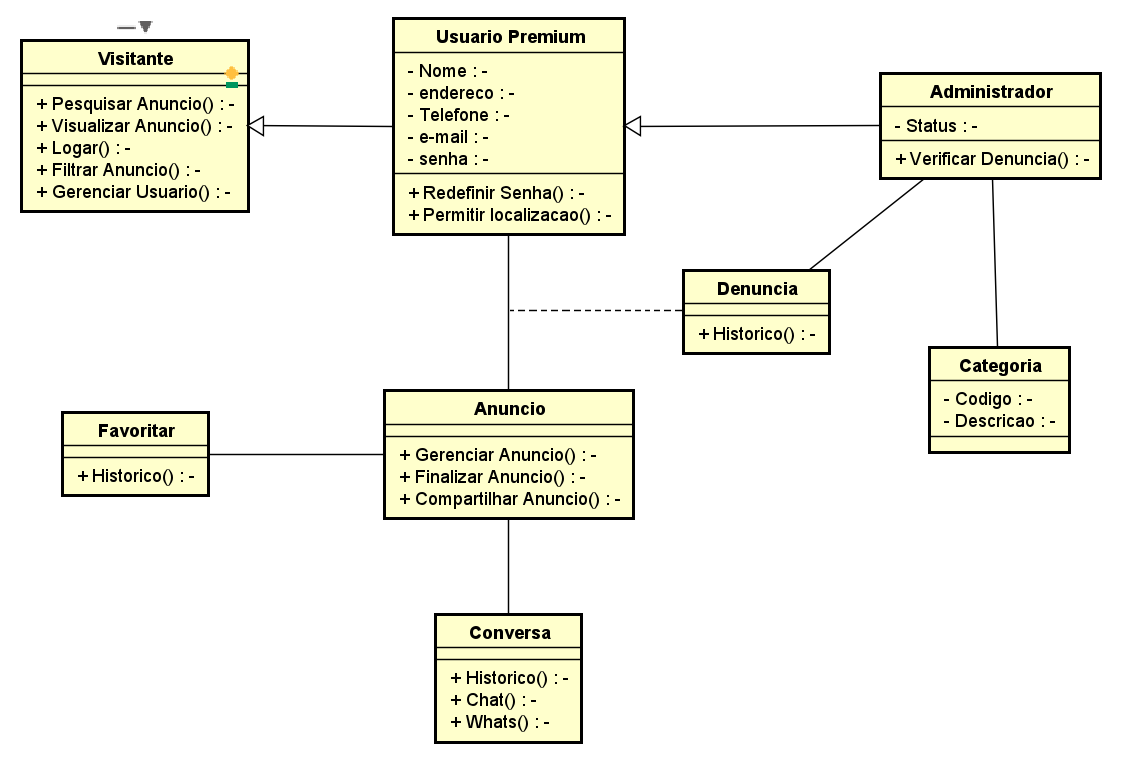 Visitante
+ Pesquisar Anuncio() : -
+ Visualizar Anuncio() : -
+ Logar() : -
+ Filtrar Anuncio() : -
+ Gerenciar Usuario() : -
Usuario Premium
- Nome : -
- endereco : -
- Telefone : -
- e-mail : -
- senha : -
+ Redefinir Senha() : -
+ Permitir localizacao() : -
Administrador
- Status : -
+ Verificar Denuncia() : -
Denuncia
+ Historico() : -
Categoria
- Codigo : -
- Descricao : -
Favoritar
+ Historico() : -
Anuncio
+ Gerenciar Anuncio() : -
+ Finalizar Anuncio() : -
+ Compartilhar Anuncio() : -
Conversa
+ Historico() : -
+ Chat() : -
+ Whats() : -